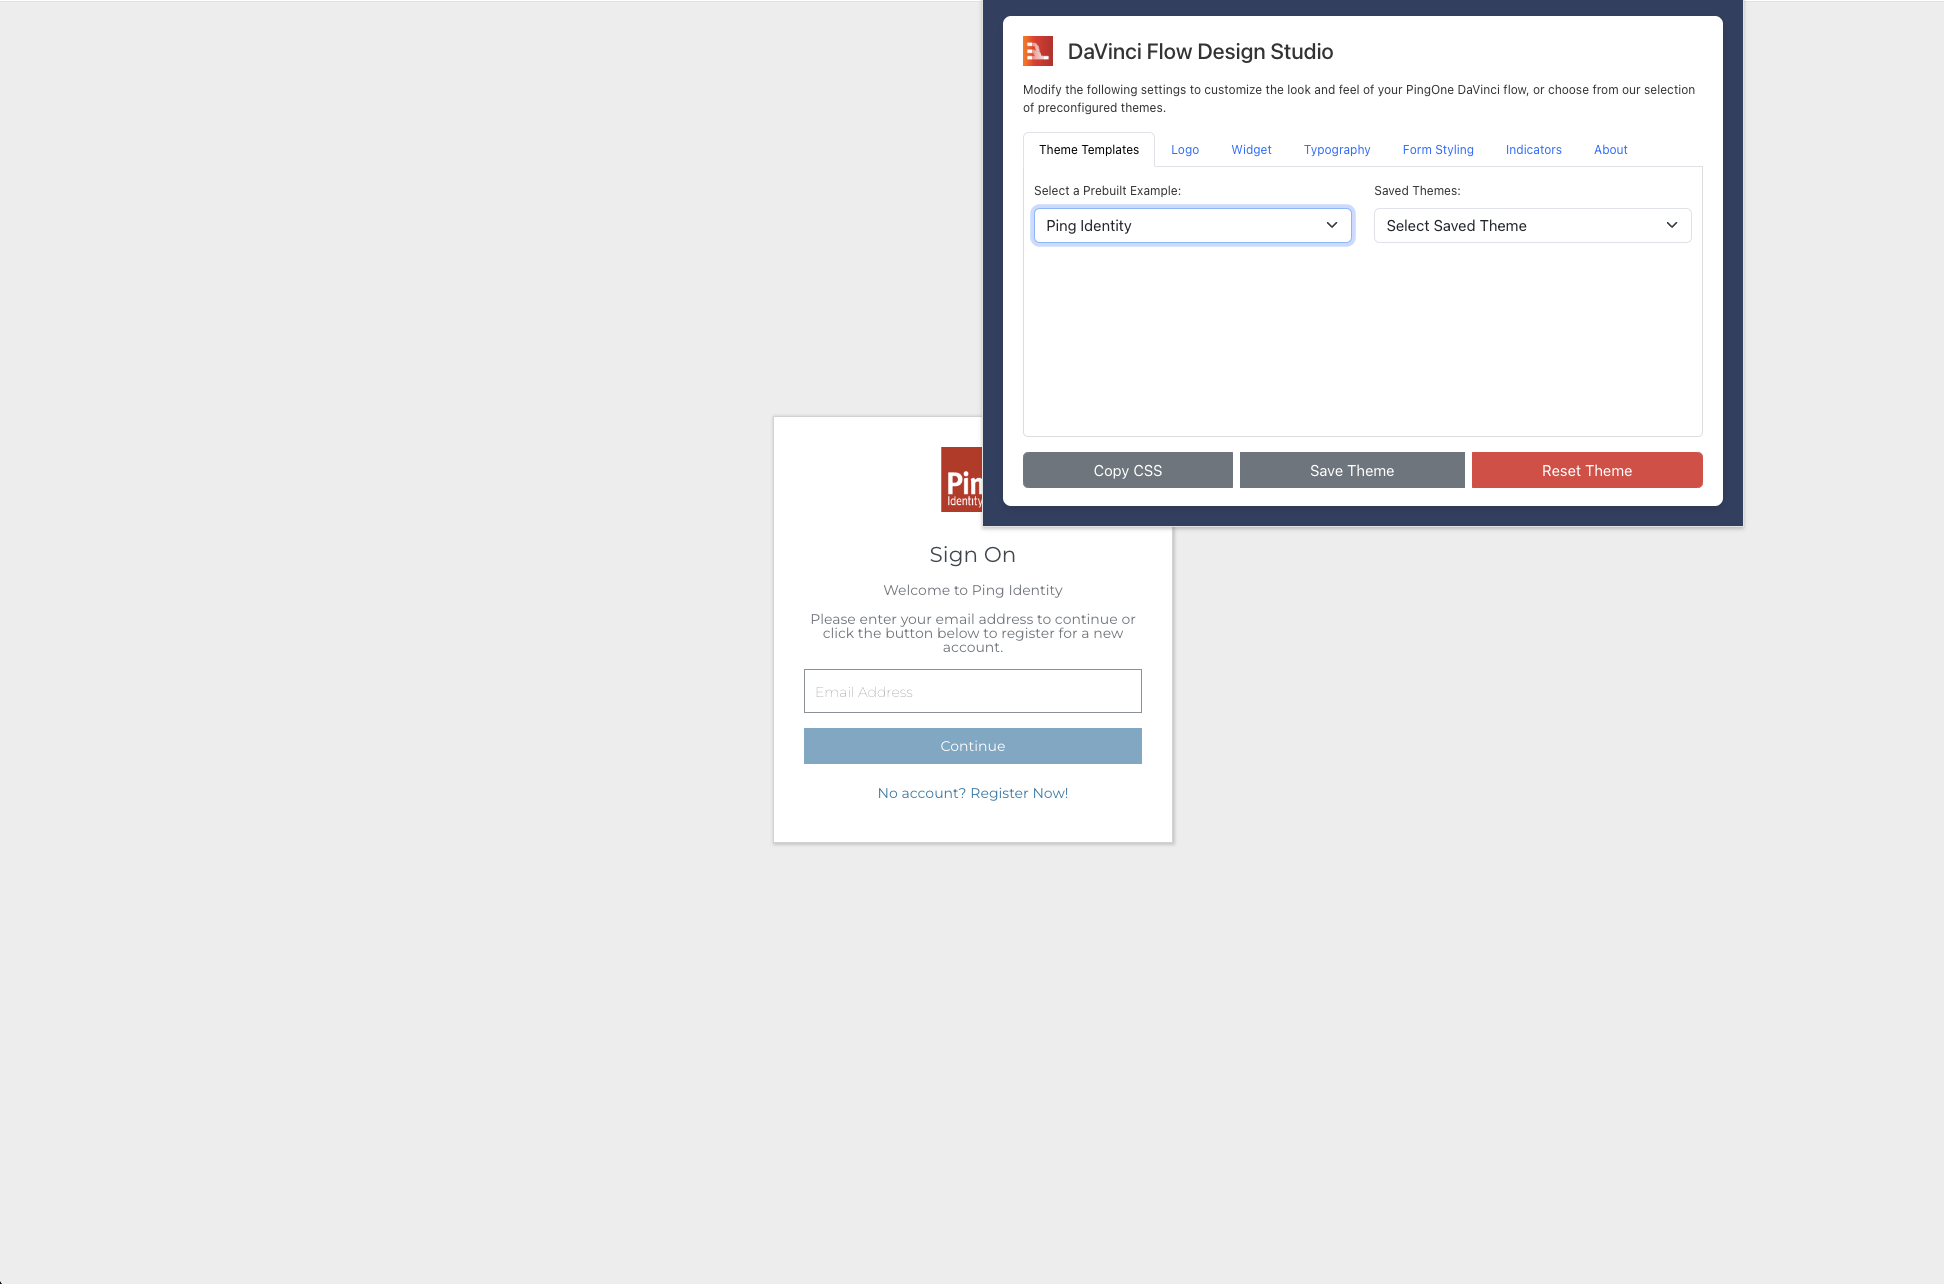 DaVinci Flow Design Studio
Modify the following settings to customize the look and feel of your PingOne DaVinci flow, or choose from our selection
of preconfigured themes.
Theme Templates Logo Widget Typography Form Styling Indicators About
Select a Prebuilt Example: Saved Themes:
Ping Identity Select Saved Theme
Copy CSS Save Theme Reset Theme
Pin
Identity
Sign On
Welcome to Ping Identity
Please enter your email address to continue or
click the button below to register for a new
account.
Email Address
Continue
No account? Register Now!